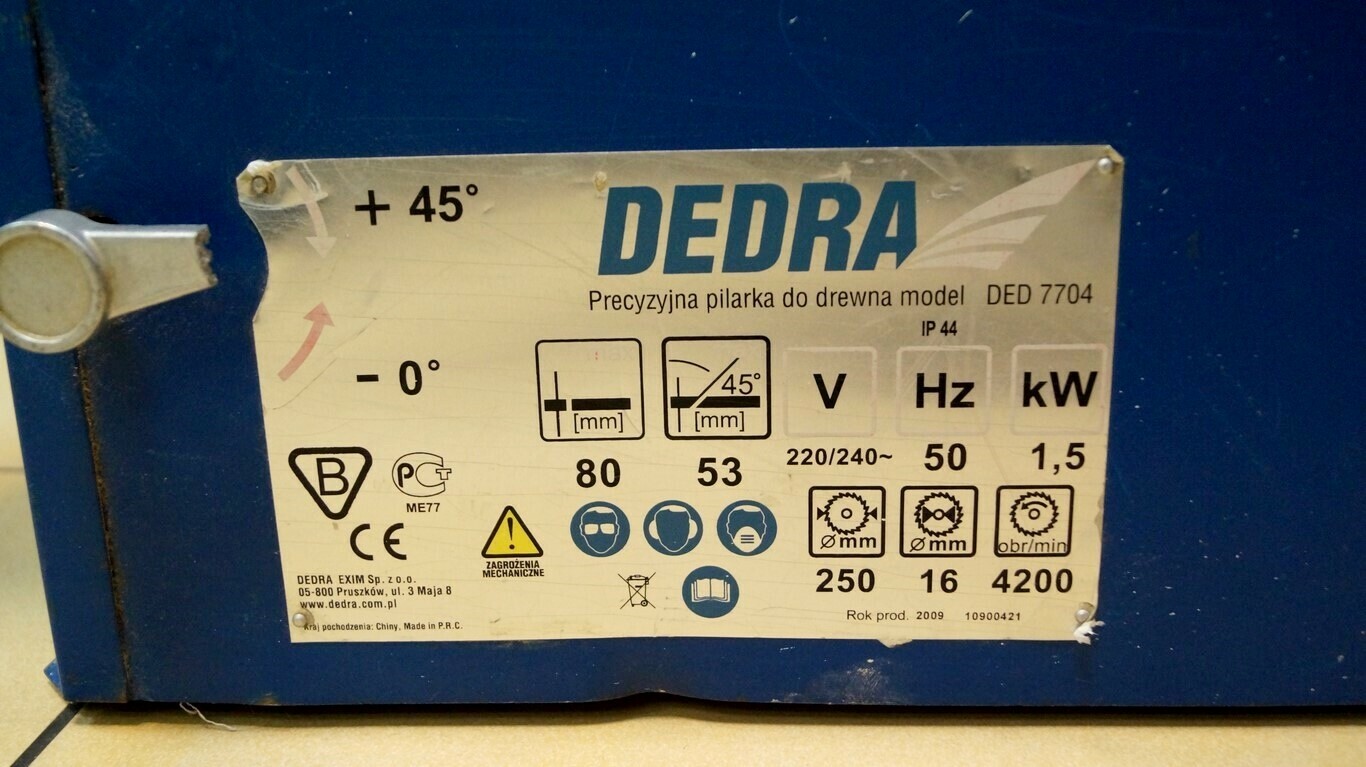 + 45°
DEDRA
Precyzyjna pilarka do drewna model DED 7704
IP 44
- 0°
[mm]
45°
[mm]
V Hz kW
80 53 220/240~ 50 1,5
B
PCT
ME77
CE
ZAGROŻENIA
MECHANICZNE
Ømm Ømm obr/min
250 16 4200
DEDRA EXIM Sp. z o.o.
05-800 Pruszków, ul. 3 Maja 8
www.dedra.com.pl
Kraj pochodzenia: Chiny, Made in P.R.C.
Rok prod. 2009 10900421